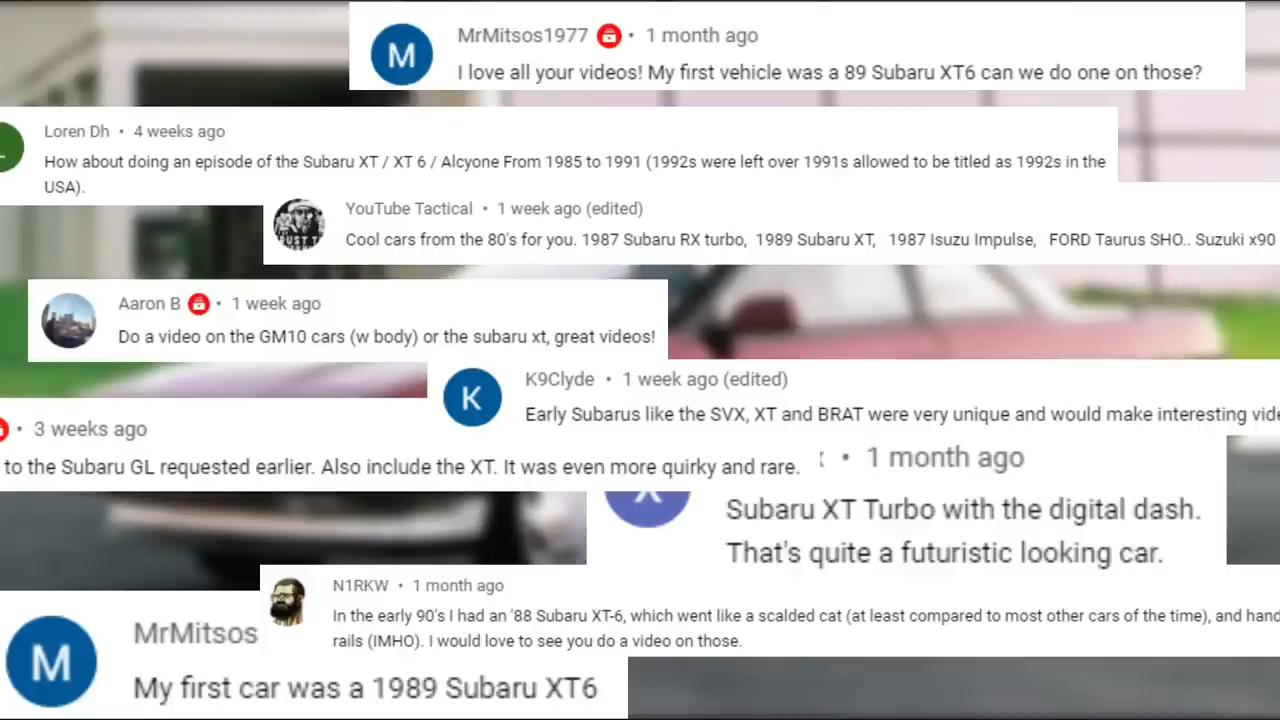 MrMitsos1977 • 1 month ago
M
I love all your videos! My first vehicle was a 89 Subaru XT6 can we do one on those?
Loren Dh • 4 weeks ago
How about doing an episode of the Subaru XT / XT 6 / Alcyone From 1985 to 1991 (1992s were left over 1991s allowed to be titled as 1992s in the
USA).
YouTube Tactical • 1 week ago (edited)
Cool cars from the 80's for you. 1987 Subaru RX turbo, 1989 Subaru XT, 1987 Isuzu Impulse, FORD Taurus SHO.. Suzuki x90
Aaron B • 1 week ago
Do a video on the GM10 cars (w body) or the subaru xt, great videos!
K9Clyde • 1 week ago (edited)
K
Early Subarus like the SVX, XT and BRAT were very unique and would make interesting
• 3 weeks ago
to the Subaru GL requested earlier. Also include the XT. It was even more quirky and rare.
• 1 month ago
Subaru XT Turbo with the digital dash.
That's quite a futuristic looking car.
N1RKW • 1 month ago
In the early 90's I had an '88 Subaru XT-6, which went like a scalded cat (at least compared to most other cars of the time), and
rails (IMHO). I would love to see you do a video on those.
MrMitsos
M
My first car was a 1989 Subaru XT6